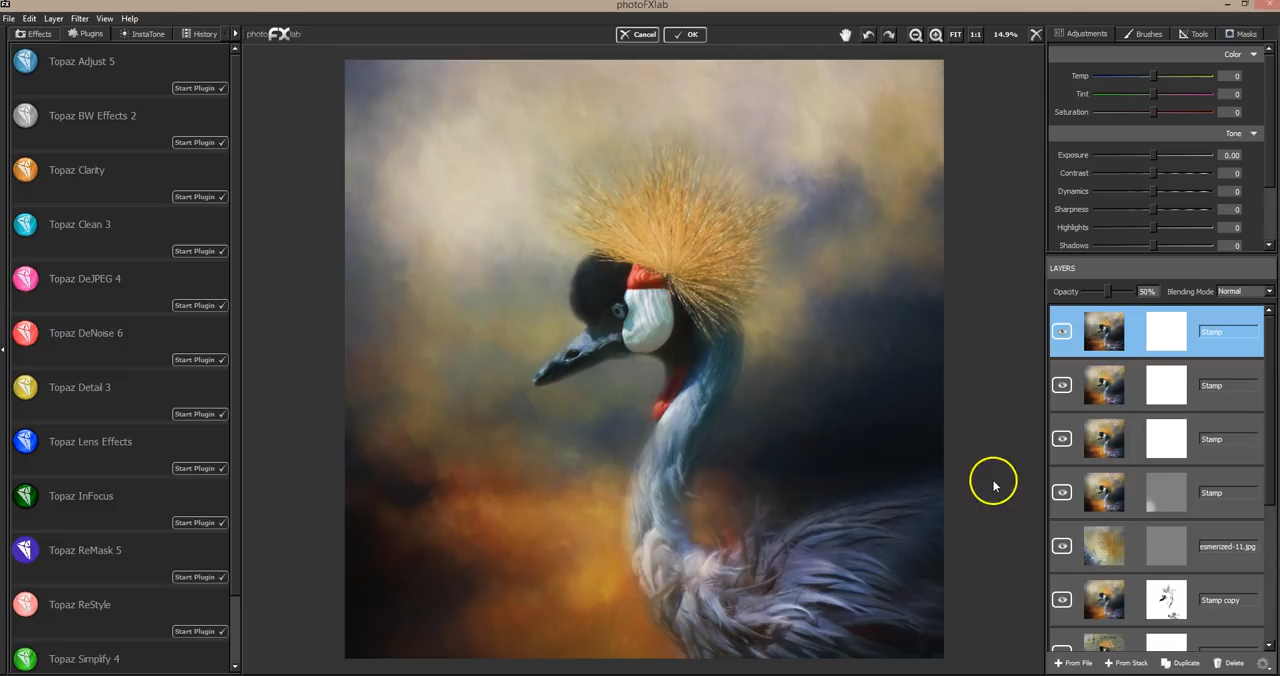 photoFXlab
File Edit Layer Filter View Help
Effects Plugins InstaTone History
photo FX lab
Cancel OK
FIT 1:1 14.9%
Adjustments Brushes Tools Masks
Topaz Adjust 5
Start Plugin
Topaz BW Effects 2
Start Plugin
Topaz Clarity
Start Plugin
Topaz Clean 3
Start Plugin
Topaz DeJPEG 4
Start Plugin
Topaz DeNoise 6
Start Plugin
Topaz Detail 3
Start Plugin
Topaz Lens Effects
Start Plugin
Topaz InFocus
Start Plugin
Topaz ReMask 5
Start Plugin
Topaz ReStyle
Start Plugin
Topaz Simplify 4
Color
Temp 0
Tint 0
Saturation 0
Tone
Exposure 0.00
Contrast 0
Dynamics 0
Sharpness 0
Highlights 0
Shadows 0
LAYERS
Opacity 50% Blending Mode Normal
Stamp
Stamp
Stamp
Stamp
esmerized-11.jpg
Stamp copy
From File From Stack Duplicate Delete